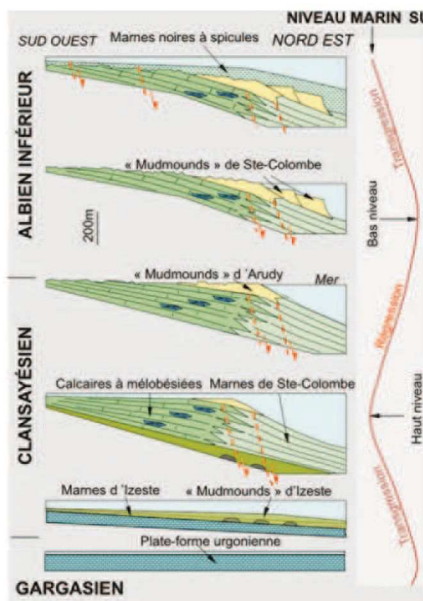 NIVEAU MARIN SU
SUD OUEST
Marnes noires à spicules
NORD EST
ALBIEN INFÉRIEUR
Transgression
« Mudmounds » de Ste-Colombe
200m
Bas niveau
« Mudmounds » d 'Arudy
Mer
Régression
CLANSAYÉSIEN
Calcaires à mélobésiées
Marnes de Ste-Colombe
Haut niveau
Marnes d 'Izeste
« Mudmounds » d'Izeste
Transgression
Plate-forme urgonienne
GARGASIEN